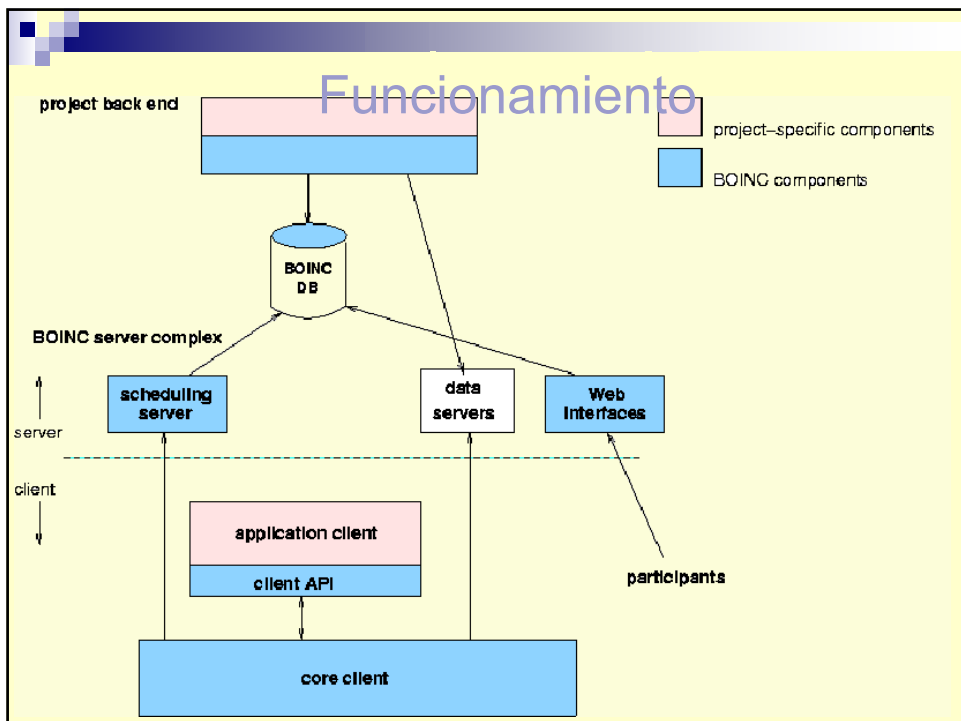 Funcionamiento
project back end
project–specific components
BOINC components
BOINC
DB
BOINC server complex
scheduling
server
data
servers
Web
interfaces
server
client
application client
client API
participants
core client